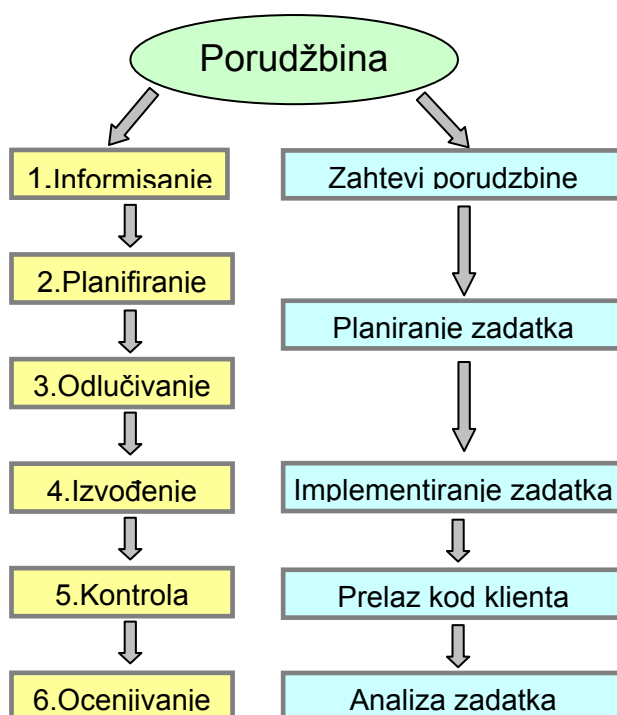 Porudžbina
1.Informisanje
2.Planifiranje
3.Odlučivanje
4.Izvođenje
5.Kontrola
6.Ocenjivanje
Zahtevi porudzbine
Planiranje zadatka
Implementiranje zadatka
Prelaz kod klienta
Analiza zadatka